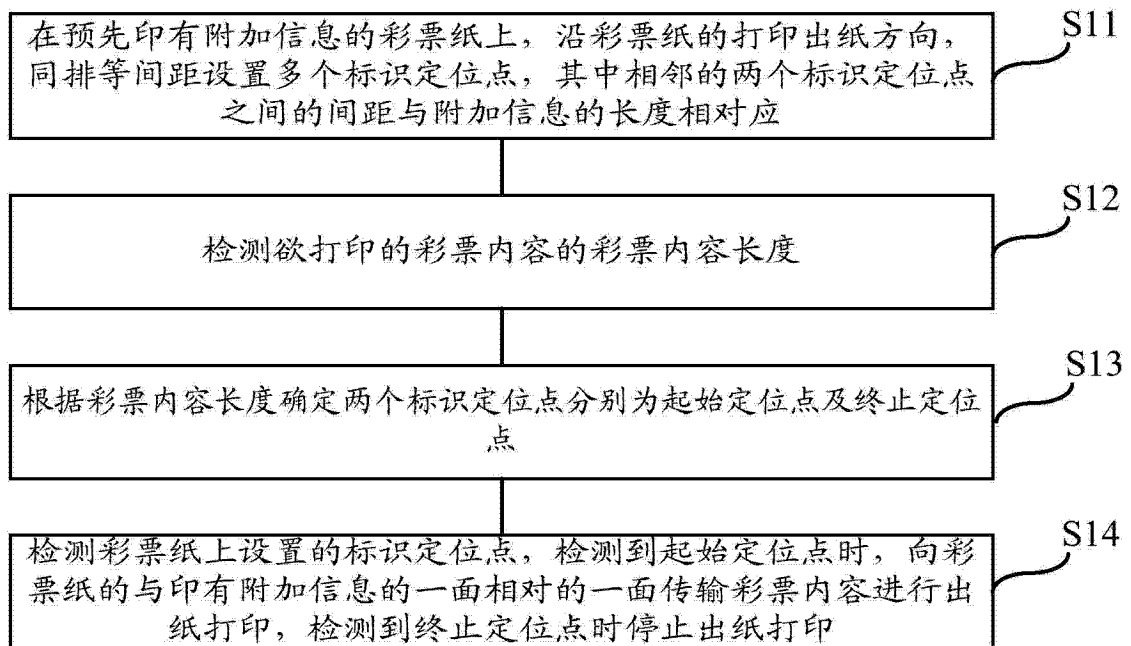 S11
在预先印有附加信息的彩票纸上，沿彩票纸的打印出纸方向，
同排等间距设置多个标识定位点，其中相邻的两个标识定位点
之间的间距与附加信息的长度相对应
S12
检测欲打印的彩票内容的彩票内容长度
S13
根据彩票内容长度确定两个标识定位点分别为起始定位点及终止定位
点
S14
检测彩票纸上设置的标识定位点，检测到起始定位点时，向彩
票纸的与印有附加信息的一面相对的一面传输彩票内容进行出
纸打印，检测到终止定位点时停止出纸打印